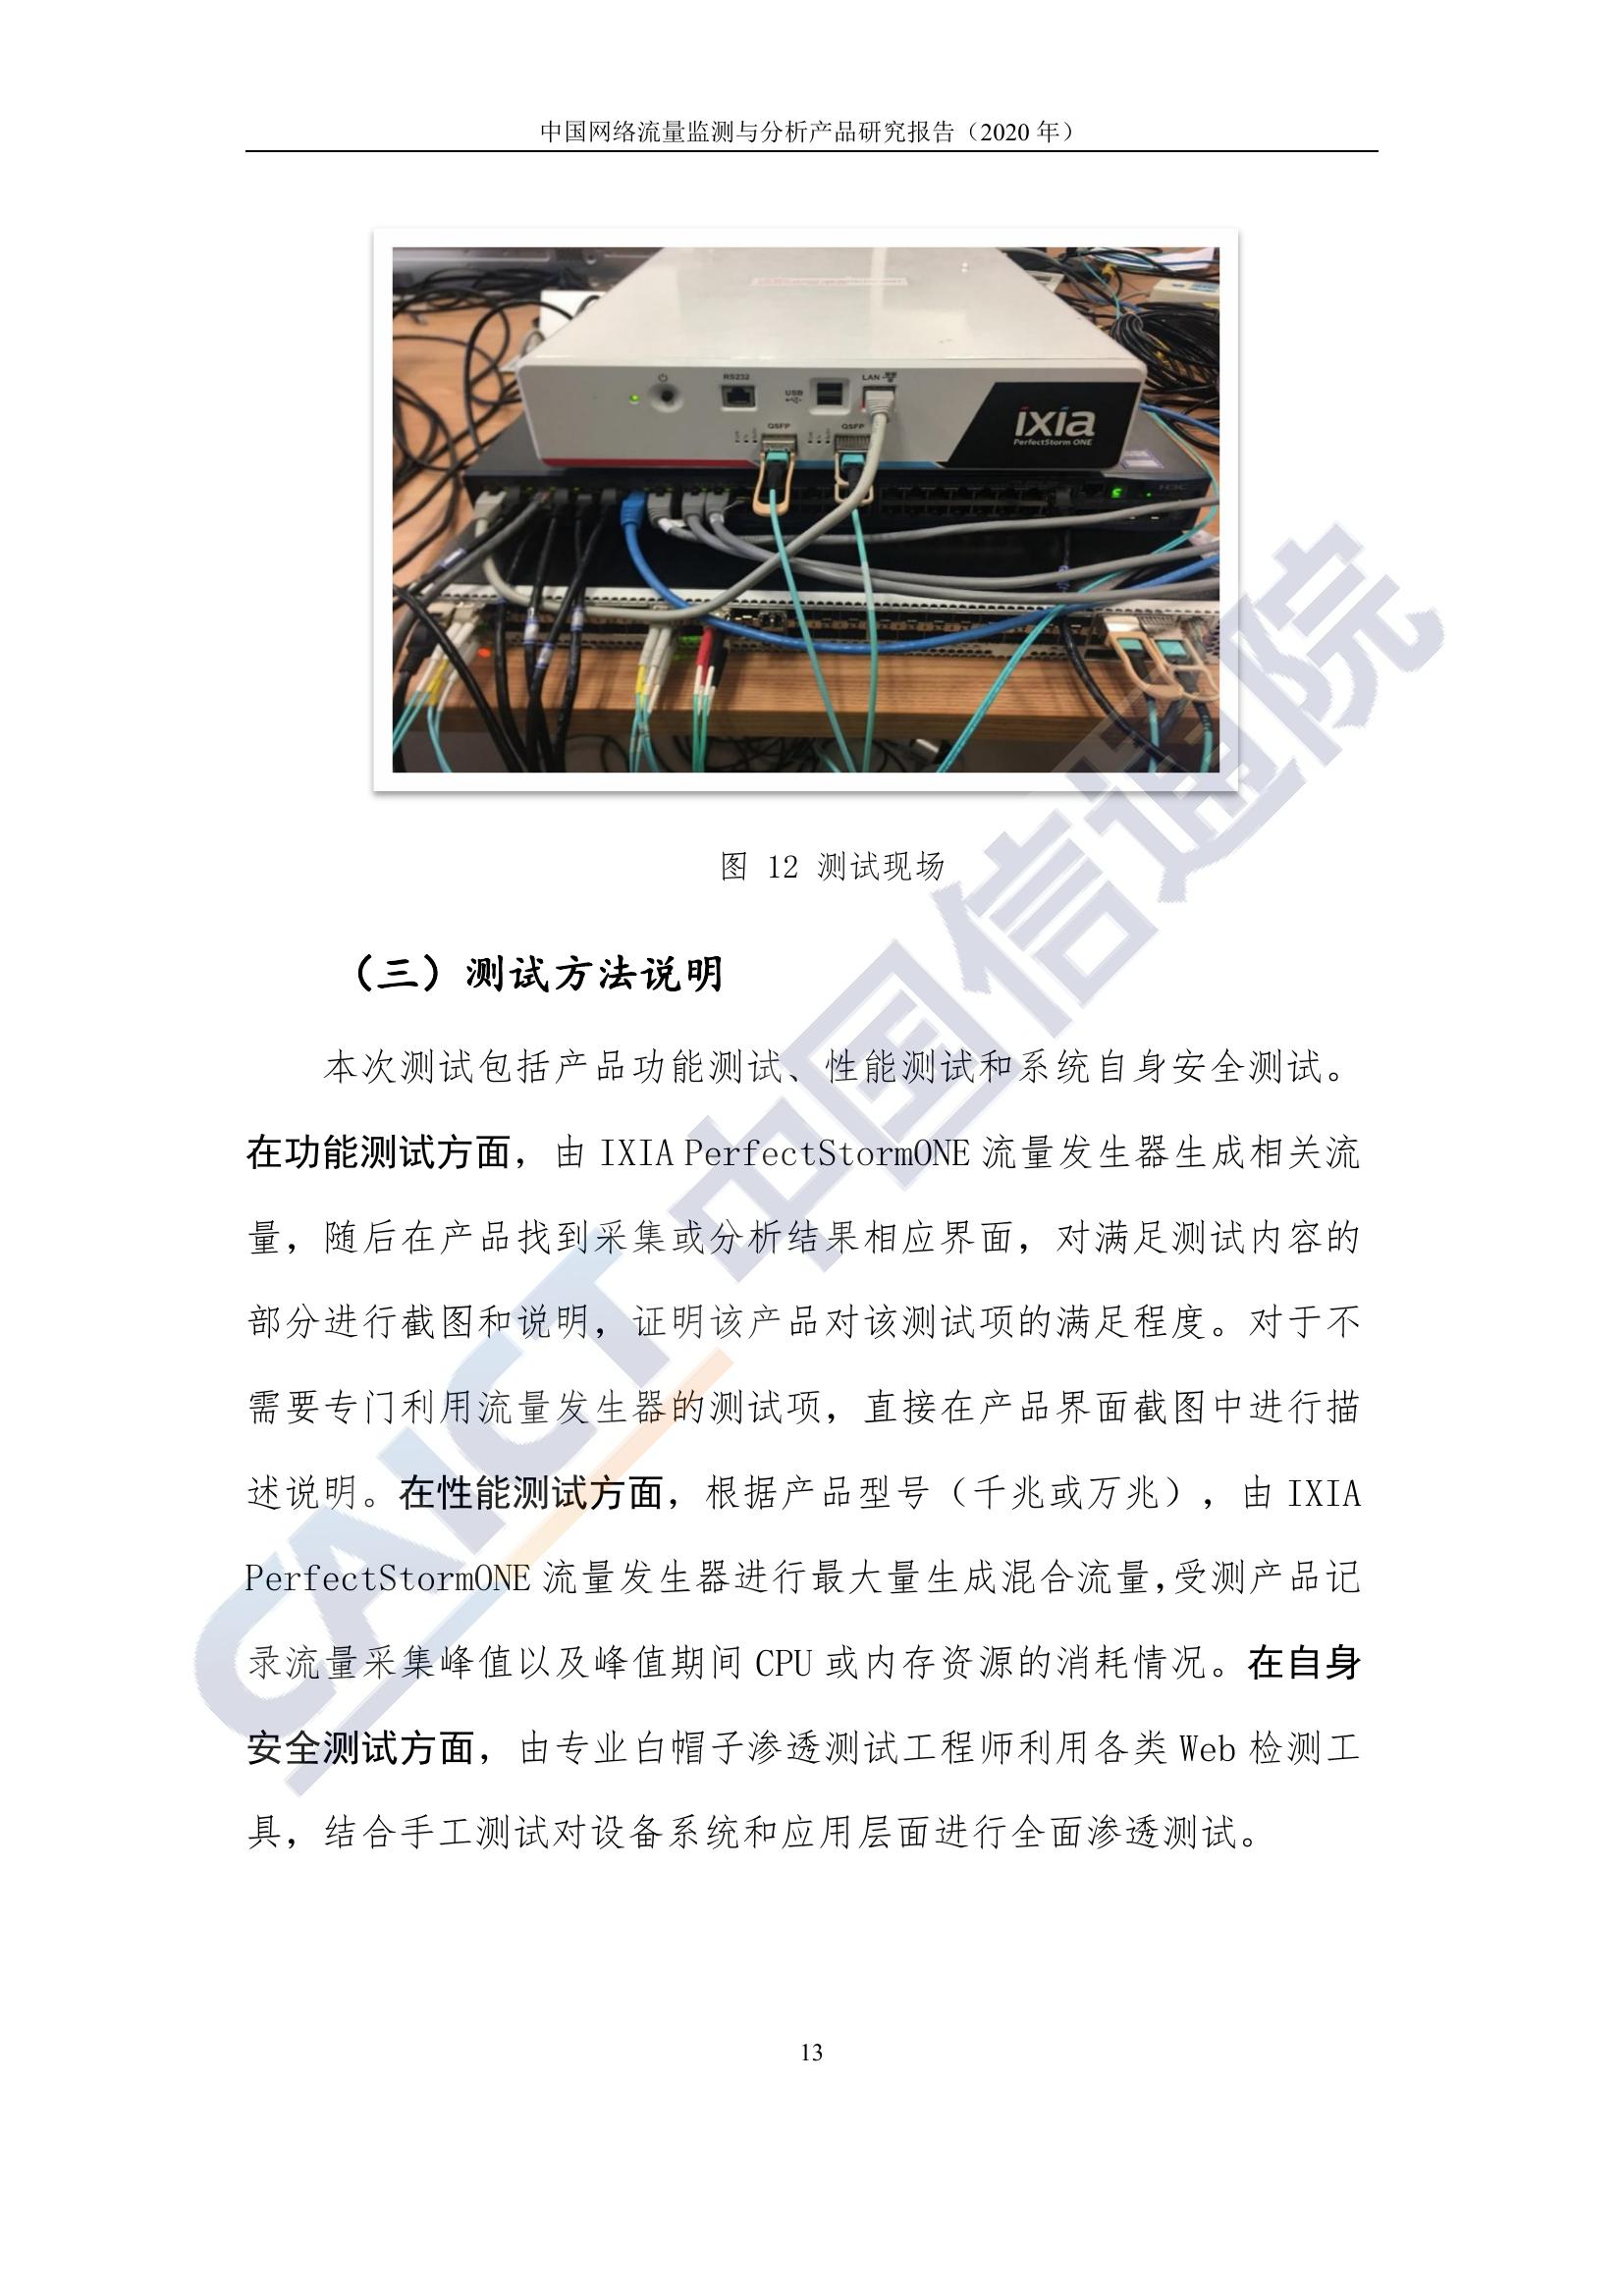 中国网络流量监测与分析产品研究报告（2020 年）
RS232
USB
LAN
QSFP
QSFP
ixia
PerfectStorm ONE
H3C
图 12 测试现场
（三）测试方法说明
本次测试包括产品功能测试、性能测试和系统自身安全测试。
在功能测试方面，由 IXIA PerfectStormONE 流量发生器生成相关流
量，随后在产品找到采集或分析结果相应界面，对满足测试内容的
部分进行截图和说明，证明该产品对该测试项的满足程度。对于不
需要专门利用流量发生器的测试项，直接在产品界面截图中进行描
述说明。在性能测试方面，根据产品型号（千兆或万兆），由 IXIA
PerfectStormONE 流量发生器进行最大量生成混合流量，受测产品记
录流量采集峰值以及峰值期间 CPU 或内存资源的消耗情况。在自身
安全测试方面，由专业白帽子渗透测试工程师利用各类 Web 检测工
具，结合手工测试对设备系统和应用层面进行全面渗透测试。
CAICT 中国信通院
13